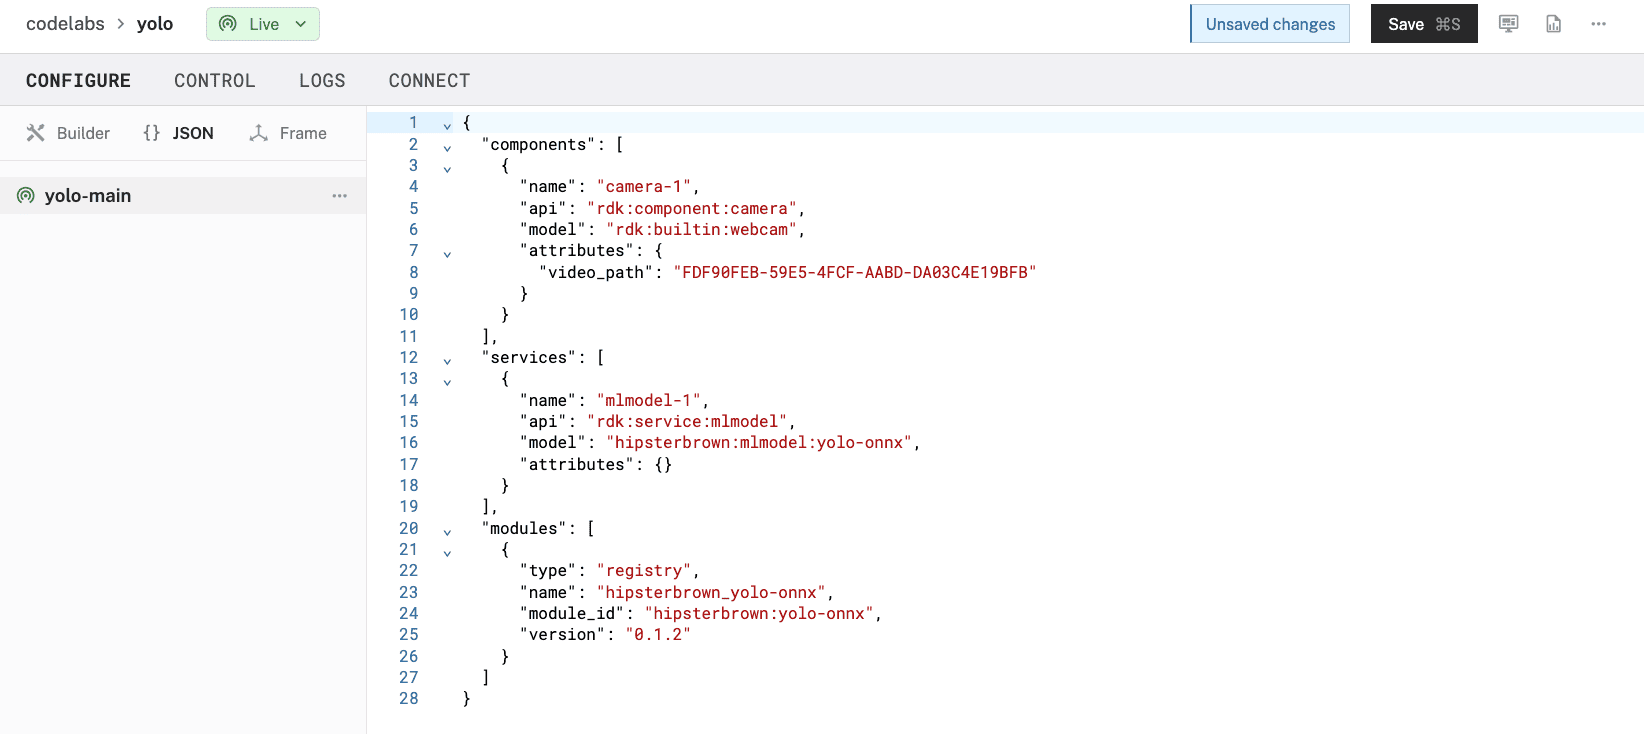 codelabs > yolo Live Unsaved changes Save ⌘S
CONFIGURE CONTROL LOGS CONNECT
Builder {} JSON Frame
yolo-main
1 {
2 "components": [
3 {
4 "name": "camera-1",
5 "api": "rdk:component:camera",
6 "model": "rdk:builtin:webcam",
7 "attributes": {
8 "video_path": "FDF90FEB-59E5-4FCF-AABD-DA03C4E19BFB"
9 }
10 }
11 ],
12 "services": [
13 {
14 "name": "mlmodel-1",
15 "api": "rdk:service:mlmodel",
16 "model": "hipsterbrown:mlmodel:yolo-onnx",
17 "attributes": {}
18 }
19 ],
20 "modules": [
21 {
22 "type": "registry",
23 "name": "hipsterbrown_yolo-onnx",
24 "module_id": "hipsterbrown:yolo-onnx",
25 "version": "0.1.2"
26 }
27 ]
28 }